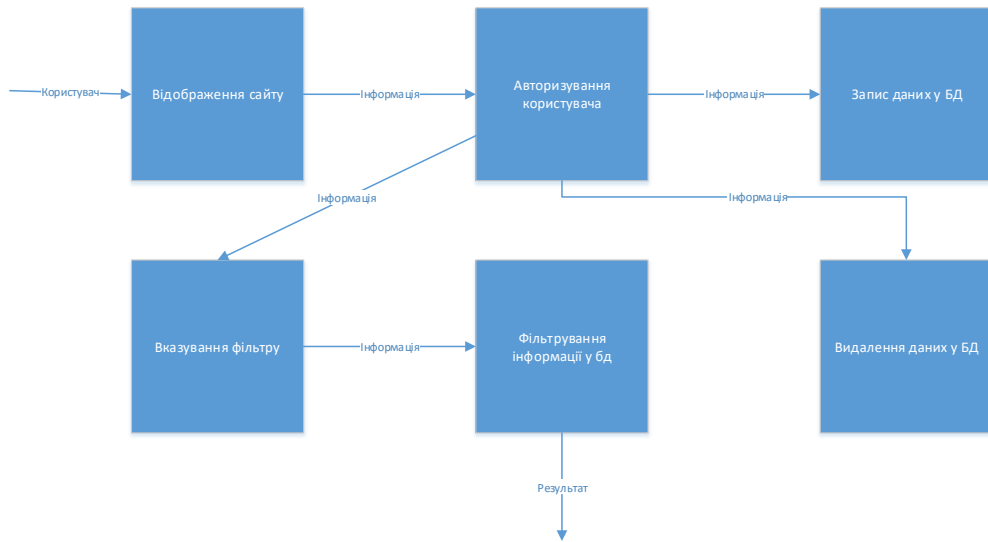 Користувач
Відображення сайту
Інформація
Авторизування
користувача
Інформація
Запис даних у БД
Інформація
Інформація
Вказування фільтру
Інформація
Фільтрування
інформації у бд
Видалення даних у БД
Результат